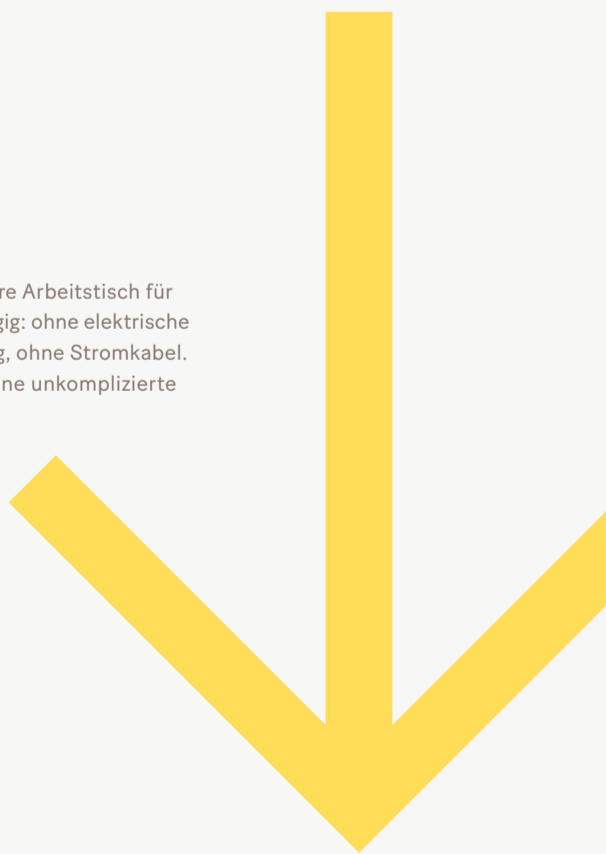 re Arbeitstisch für
gig: ohne elektrische
g, ohne Stromkabel.
ne unkomplizierte